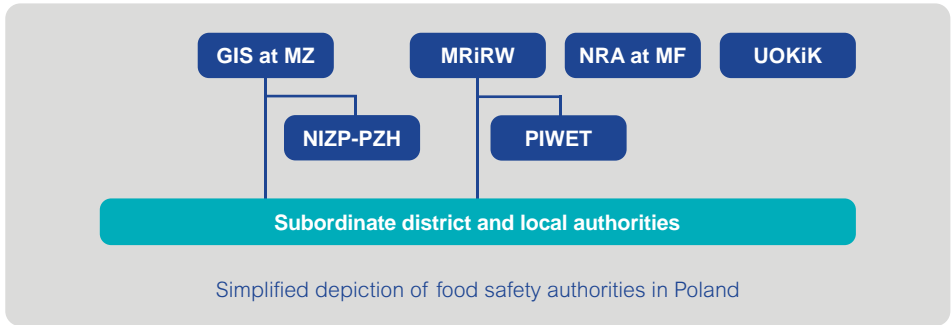 GIS at MZ
MRiRW
NRA at MF
UOKiK
NIZP-PZH
PIWET
Subordinate district and local authorities
Simplified depiction of food safety authorities in Poland